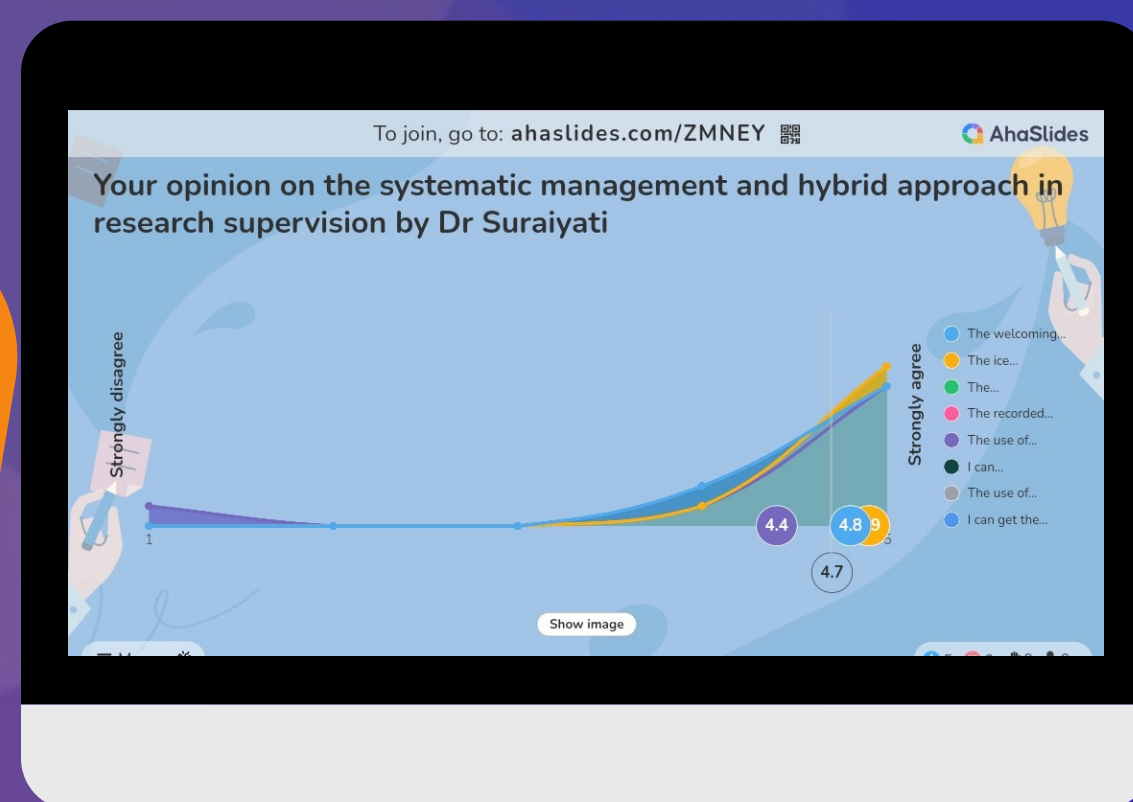 To join, go to: ahaslides.com/ZMNEY
AhaSlides
Your opinion on the systematic management and hybrid approach in
research supervision by Dr Suraiyati
Strongly disagree
Strongly agree
The welcoming...
The ice...
The...
The recorded...
The use of...
I can...
The use of...
I can get the...
1
4.4
4.8
9
5
4.7
Show image